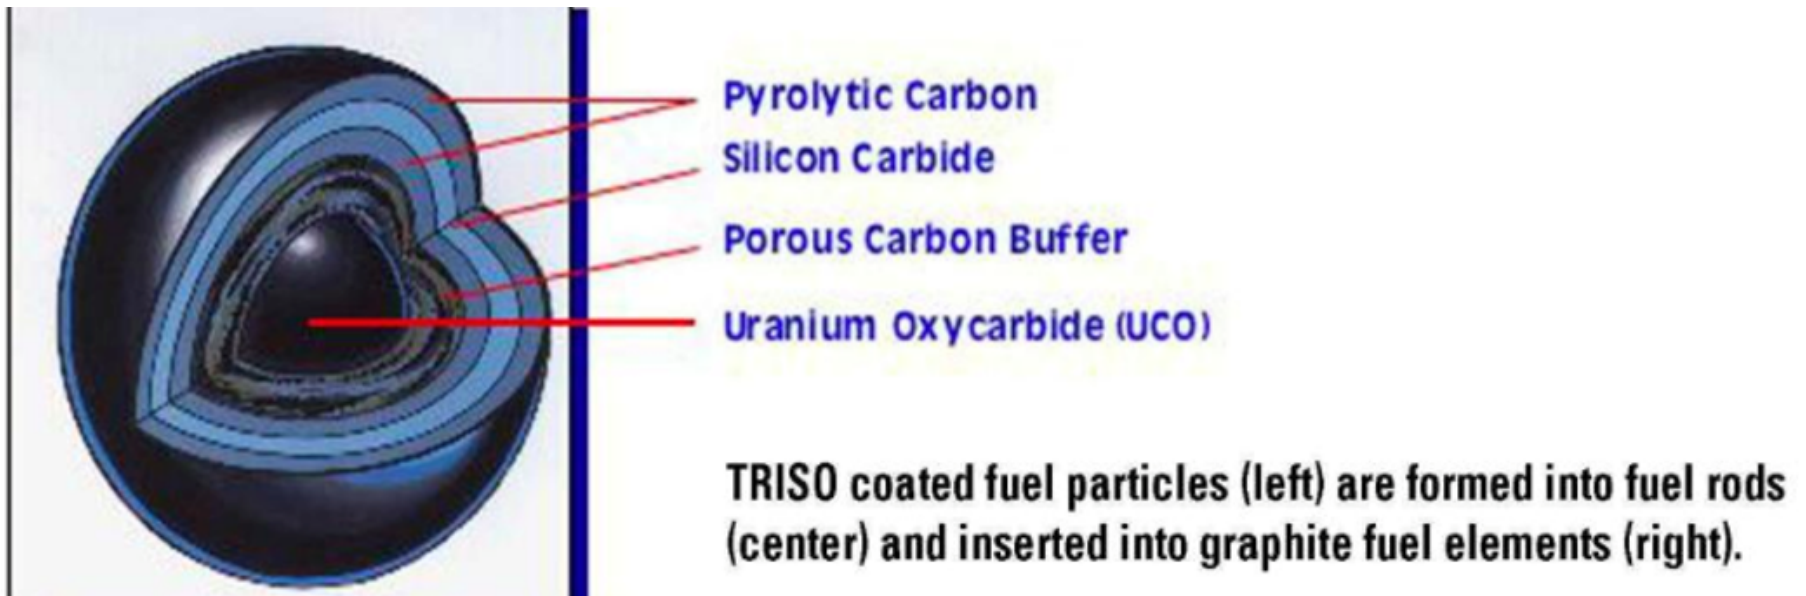 Pyrolytic Carbon
Silicon Carbide
Porous Carbon Buffer
Uranium Oxycarbide (UCO)
TRISO coated fuel particles (left) are formed into fuel rods
(center) and inserted into graphite fuel elements (right).